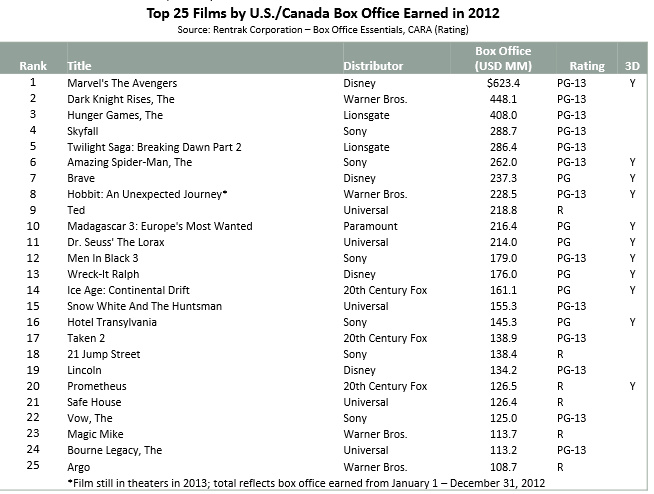 Top 25 Films by U.S./Canada Box Office Earned in 2012
Source: Rentrak Corporation – Box Office Essentials, CARA (Rating)
Box Office
Rank Title Distributor (USD MM) Rating 3D
1 Marvel's The Avengers Disney $623.4 PG-13 Y
2 Dark Knight Rises, The Warner Bros. 448.1 PG-13
3 Hunger Games, The Lionsgate 408.0 PG-13
4 Skyfall Sony 288.7 PG-13
5 Twilight Saga: Breaking Dawn Part 2 Lionsgate 286.4 PG-13
6 Amazing Spider-Man, The Sony 262.0 PG-13 Y
7 Brave Disney 237.3 PG Y
8 Hobbit: An Unexpected Journey* Warner Bros. 228.5 PG-13 Y
9 Ted Universal 218.8 R
10 Madagascar 3: Europe's Most Wanted Paramount 216.4 PG Y
11 Dr. Seuss' The Lorax Universal 214.0 PG Y
12 Men In Black 3 Sony 179.0 PG-13 Y
13 Wreck-It Ralph Disney 176.0 PG Y
14 Ice Age: Continental Drift 20th Century Fox 161.1 PG Y
15 Snow White And The Huntsman Universal 155.3 PG-13
16 Hotel Transylvania Sony 145.3 PG Y
17 Taken 2 20th Century Fox 138.9 PG-13
18 21 Jump Street Sony 138.4 R
19 Lincoln Disney 134.2 PG-13
20 Prometheus 20th Century Fox 126.5 R Y
21 Safe House Universal 126.4 R
22 Vow, The Sony 125.0 PG-13
23 Magic Mike Warner Bros. 113.7 R
24 Bourne Legacy, The Universal 113.2 PG-13
25 Argo Warner Bros. 108.7 R
*Film still in theaters in 2013; total reflects box office earned from January 1 – December 31, 2012